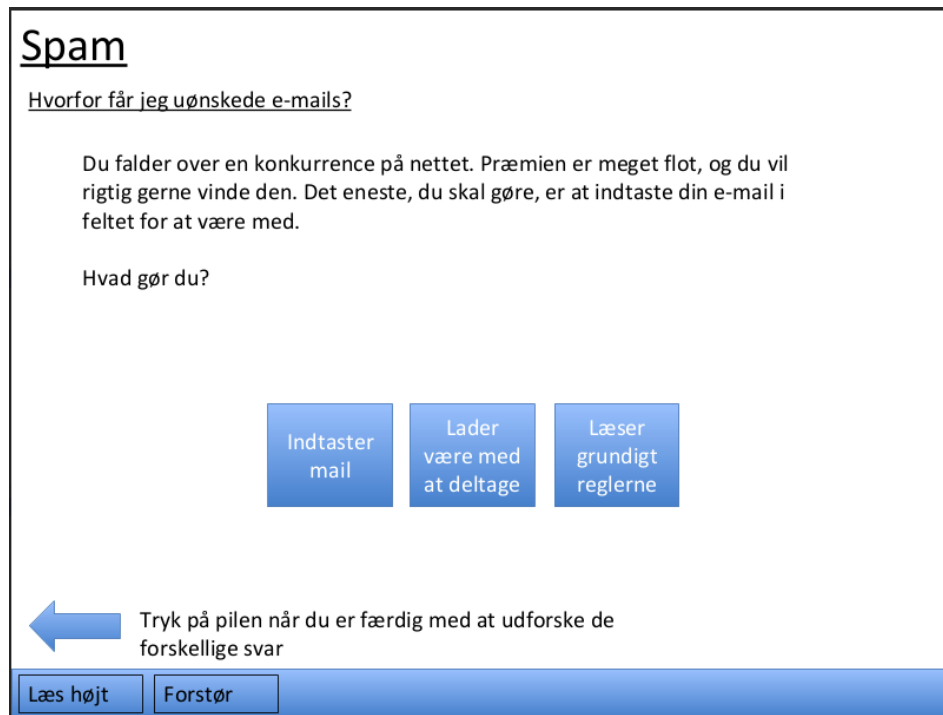 Spam
Hvorfor får jeg uønskede e-mails?
Du falder over en konkurrence på nettet. Præmien er meget flot, og du vil
rigtig gerne vinde den. Det eneste, du skal gøre, er at indtaste din e-mail i
feltet for at være med.
Hvad gør du?
Indtaster
mail
Lader
være med
at deltage
Læser
grundigt
reglerne
Tryk på pilen når du er færdig med at udforske de
forskellige svar
Læs højt
Forstør